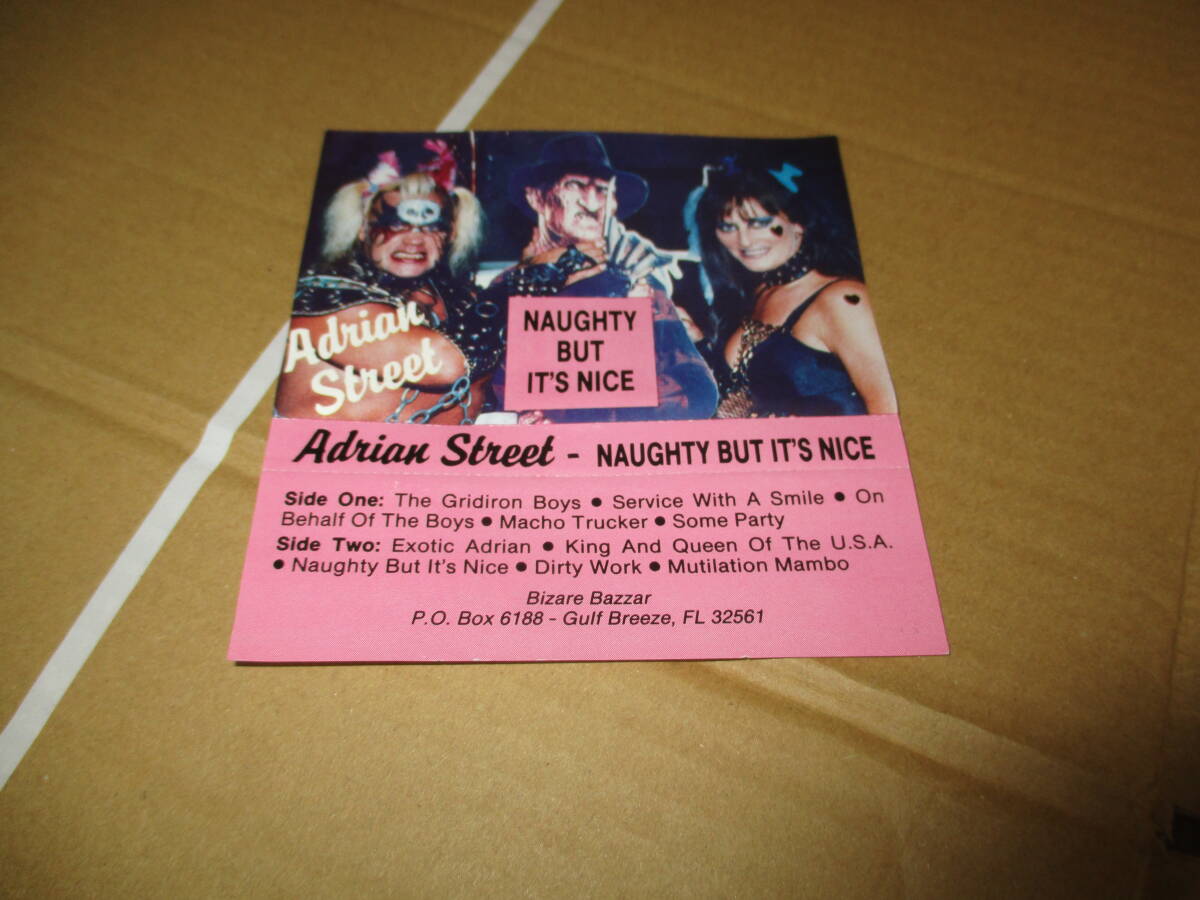 Adrian
Street
NAUGHTY
BUT
IT'S NICE
Adrian Street - NAUGHTY BUT IT'S NICE
Side One: The Gridiron Boys ● Service With A Smile ● On
Behalf Of The Boys ● Macho Trucker ● Some Party
Side Two: Exotic Adrian ● King And Queen Of The U.S.A.
● Naughty But It's Nice ● Dirty Work ● Mutilation Mambo
Bizare Bazzar
P.O. Box 6188 - Gulf Breeze, FL 32561